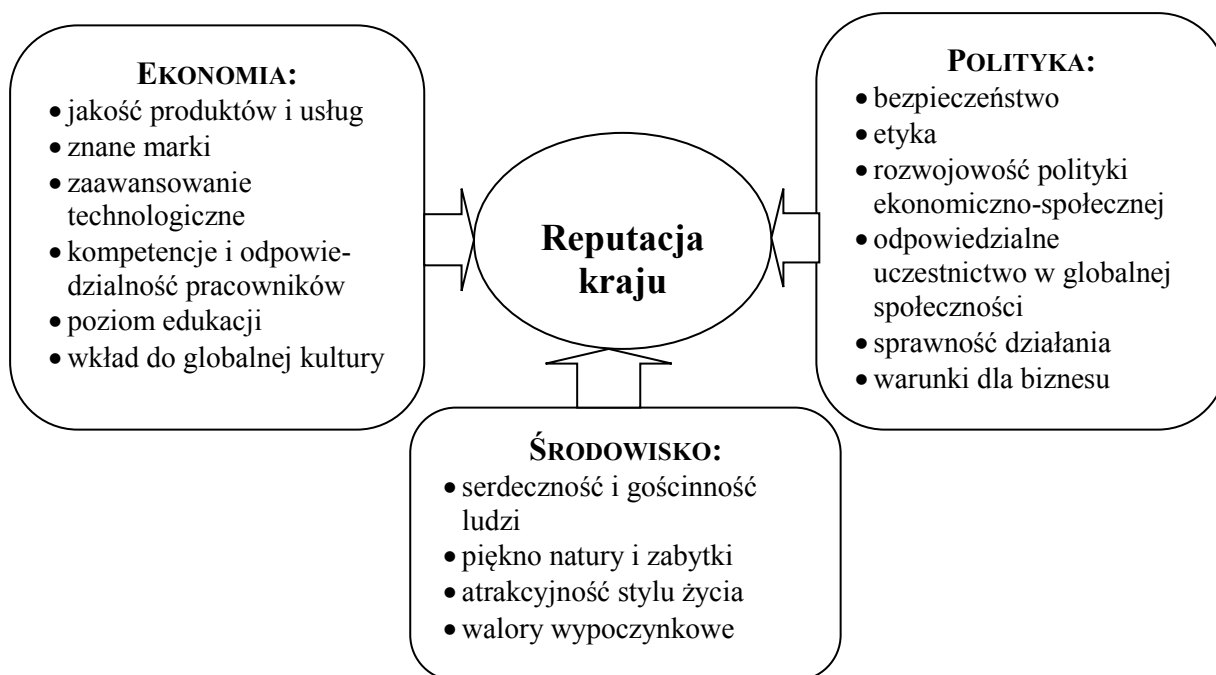 EKONOMIA:
• jakość produktów i usług
• znane marki
• zaawansowanie
technologiczne
• kompetencje i odpowie-
dzialność pracowników
• poziom edukacji
• wkład do globalnej kultury
Reputacja
kraju
POLITYKA:
• bezpieczeństwo
• etyka
• rozwojowość polityki
ekonomiczno-społecznej
• odpowiedzialne
uczestnictwo w globalnej
społeczności
• sprawność działania
• warunki dla biznesu
ŚRODOWISKO:
• serdeczność i gościnność
ludzi
• piękno natury i zabytki
• atrakcyjność stylu życia
• walory wypoczynkowe